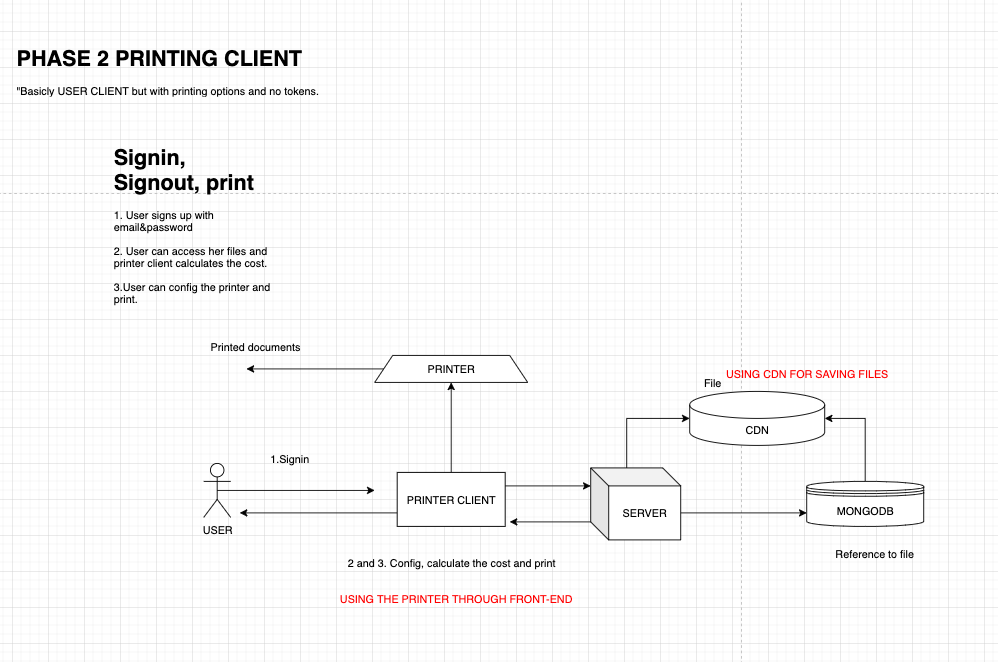 PHASE 2 PRINTING CLIENT
"Basicly USER CLIENT but with printing options and no tokens.
Signin,
Signout, print
1. User signs up with
email&password
2. User can access her files and
printer client calculates the cost.
3.User can config the printer and
print.
Printed documents
PRINTER
USING CDN FOR SAVING FILES
File
CDN
1.Signin
PRINTER CLIENT
SERVER
MONGODB
USER
Reference to file
2 and 3. Config, calculate the cost and print
USING THE PRINTER THROUGH FRONT-END